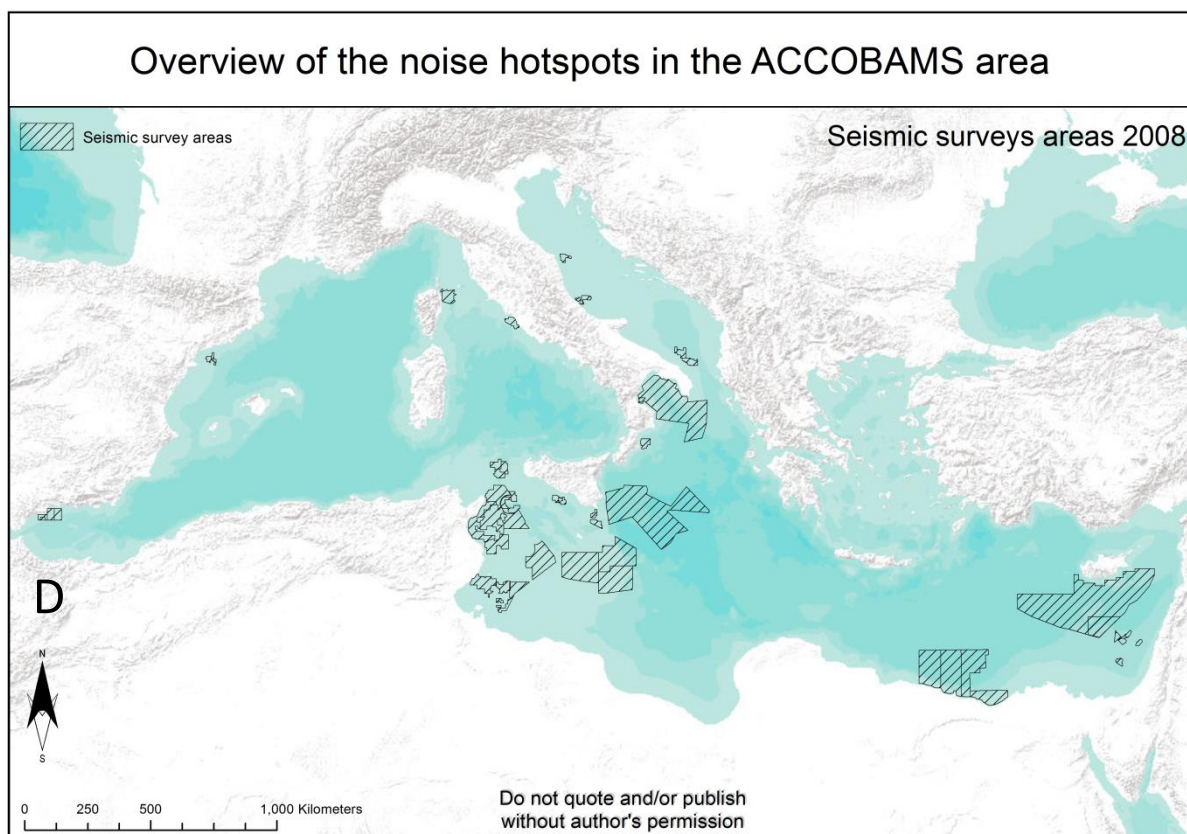 Overview of the noise hotspots in the ACCOBAMS area
Seismic survey areas
Seismic surveys areas 2008
D
N
S
0 250 500 1,000 Kilometers
Do not quote and/or publish
without author's permission